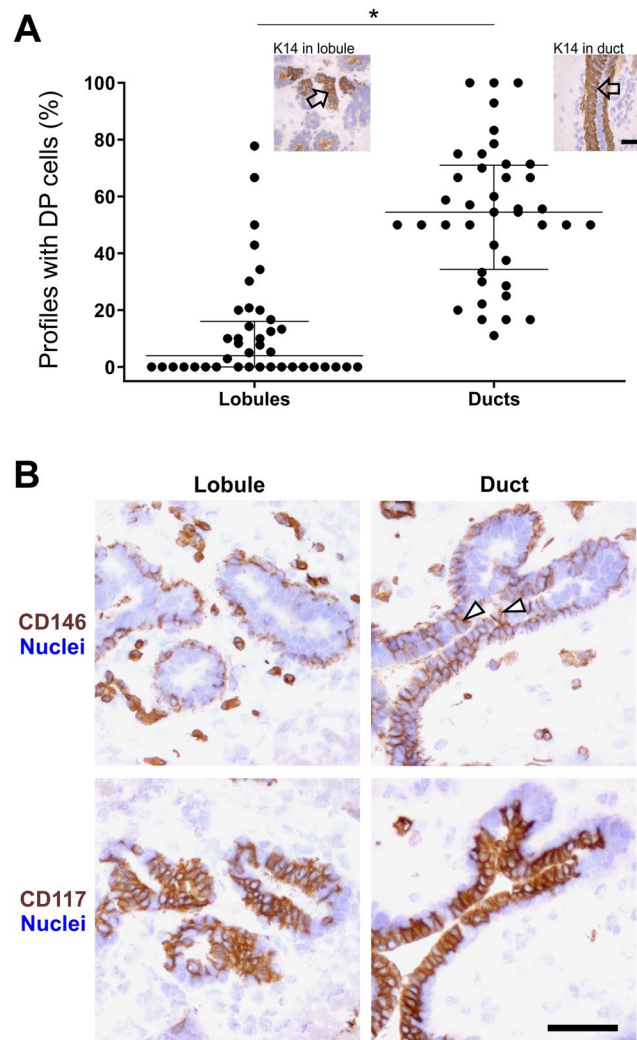 A
*
K14 in lobule
K14 in duct
Profiles with DP cells (%)
100
80
60
40
20
0
Lobules
Ducts
B
Lobule
Duct
CD146
Nuclei
CD117
Nuclei